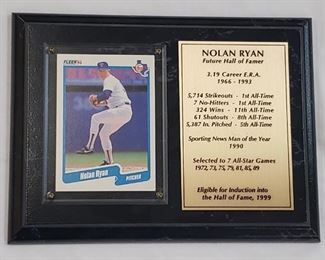 FLEER 90
Nolan Ryan
PITCHER
NOLAN RYAN
Future Hall of Famer
3.19 Career E.R.A.
1966 - 1993
5,714 Strikeouts - 1st All-Time
7 No-Hitters - 1st All-Time
324 Wins - 11th All-Time
61 Shutouts - 8th All-Time
5,387 In. Pitched - 5th All-Time
Sporting News Man of the Year
1990
Selected to 7 All-Star Games
1972, 73, 75, 79, 81, 85, 89
Eligible for Induction into
the Hall of Fame, 1999